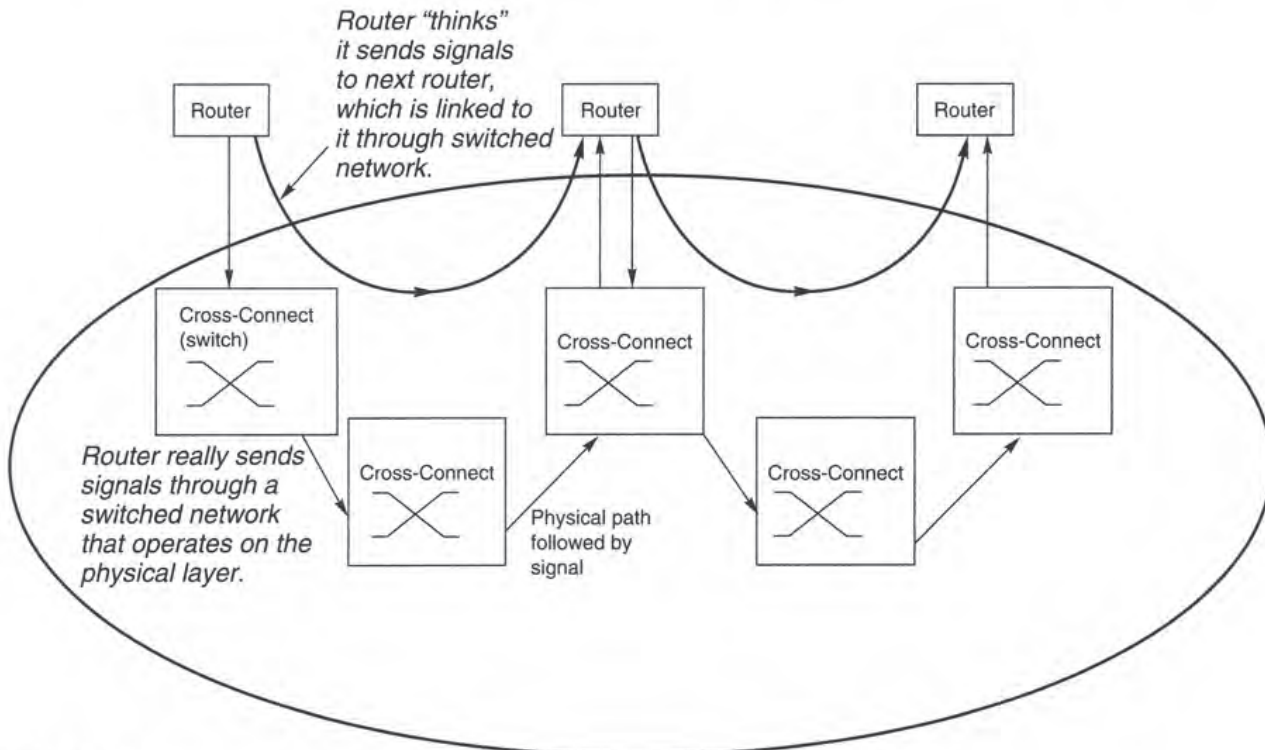 Router "thinks"
it sends signals
to next router,
which is linked to
it through switched
network.
Router
Router
Router
Cross-Connect
(switch)
Cross-Connect
Cross-Connect
Router really sends
signals through a
switched network
that operates on the
physical layer.
Cross-Connect
Physical path
followed by
signal
Cross-Connect